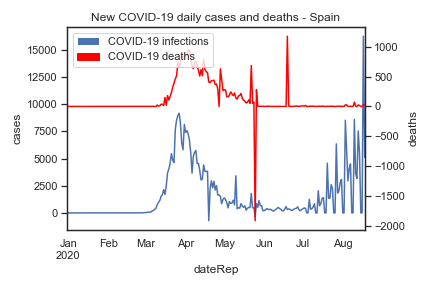 New COVID-19 daily cases and deaths - Spain
COVID-19 infections
COVID-19 deaths
15000
12500
10000
7500
5000
2500
0
cases
1000
500
0
−500
−1000
−1500
−2000
deaths
Jan Feb Mar Apr May Jun Jul Aug
2020
dateRep